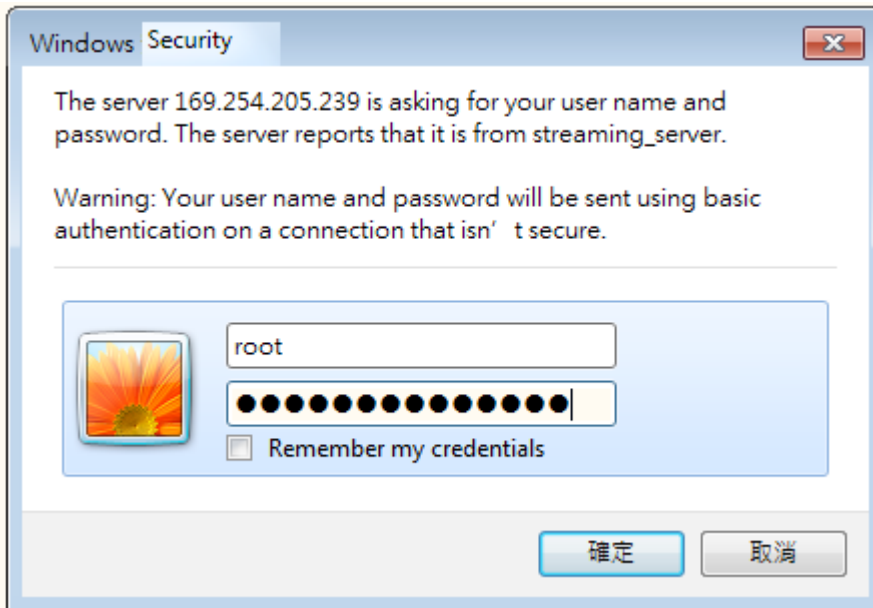 Windows Security
The server 169.254.205.239 is asking for your user name and
password. The server reports that it is from streaming_server.
Warning: Your user name and password will be sent using basic
authentication on a connection that isn’ t secure.
root
●●●●●●●●●●●●●●
Remember my credentials
確定 取消